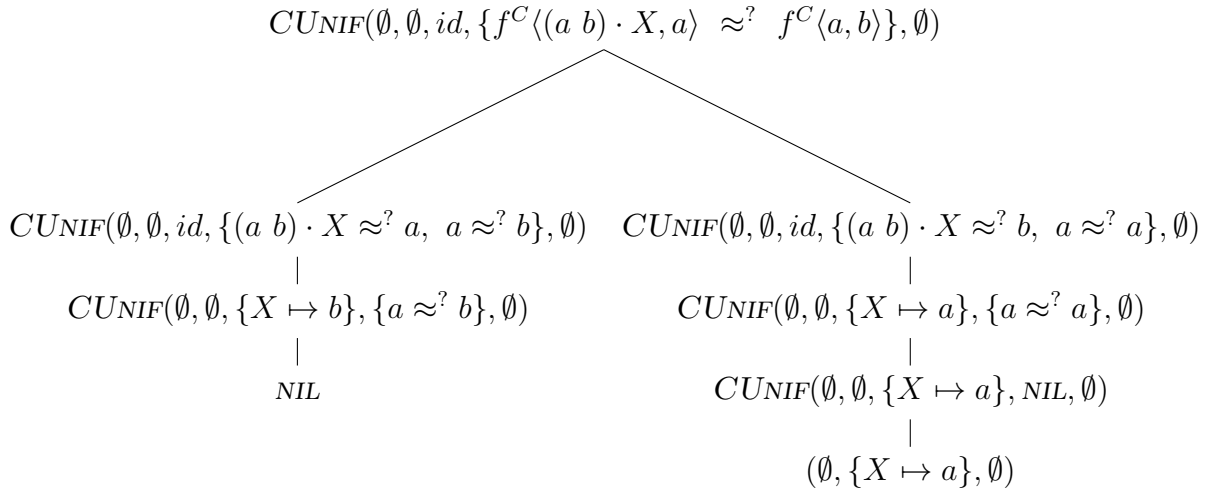 CUNIF(∅, ∅, id, {f^C⟨(a b) · X, a⟩ ≈? f^C⟨a, b⟩}, ∅)
CUNIF(∅, ∅, id, {(a b) · X ≈? a, a ≈? b}, ∅)
CUNIF(∅, ∅, id, {(a b) · X ≈? b, a ≈? a}, ∅)
CUNIF(∅, ∅, {X ↦ b}, {a ≈? b}, ∅)
CUNIF(∅, ∅, {X ↦ a}, {a ≈? a}, ∅)
NIL
CUNIF(∅, ∅, {X ↦ a}, NIL, ∅)
(∅, {X ↦ a}, ∅)